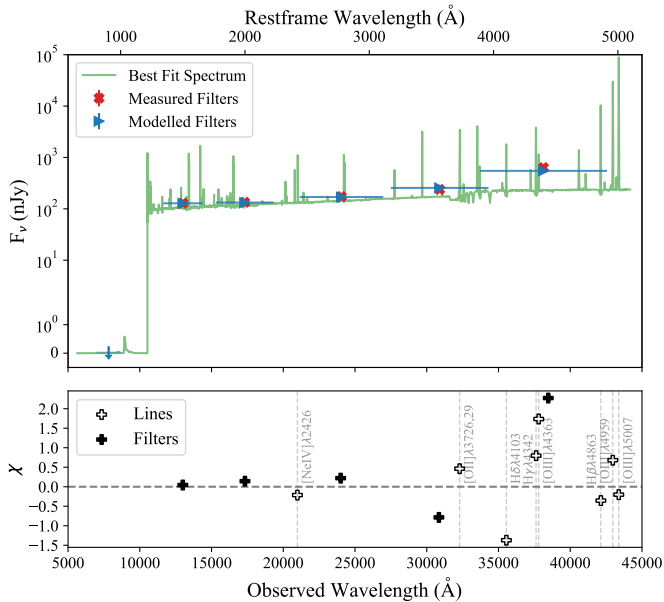 Restframe Wavelength (Å)
1000 2000 3000 4000 5000
10^5
10^4
10^3
10^2
10^1
10^0
0
F_ν (nJy)
Best Fit Spectrum
Measured Filters
Modelled Filters
2.0
1.5
1.0
0.5
0.0
−0.5
−1.0
−1.5
χ
Lines
Filters
[NeIV]λ2426
[OII]λ3726,29
Hδλ4103
Hγλ4342
[OIII]λ4363
Hβλ4863
[OIII]λ4959
[OIII]λ5007
5000 10000 15000 20000 25000 30000 35000 40000 45000
Observed Wavelength (Å)